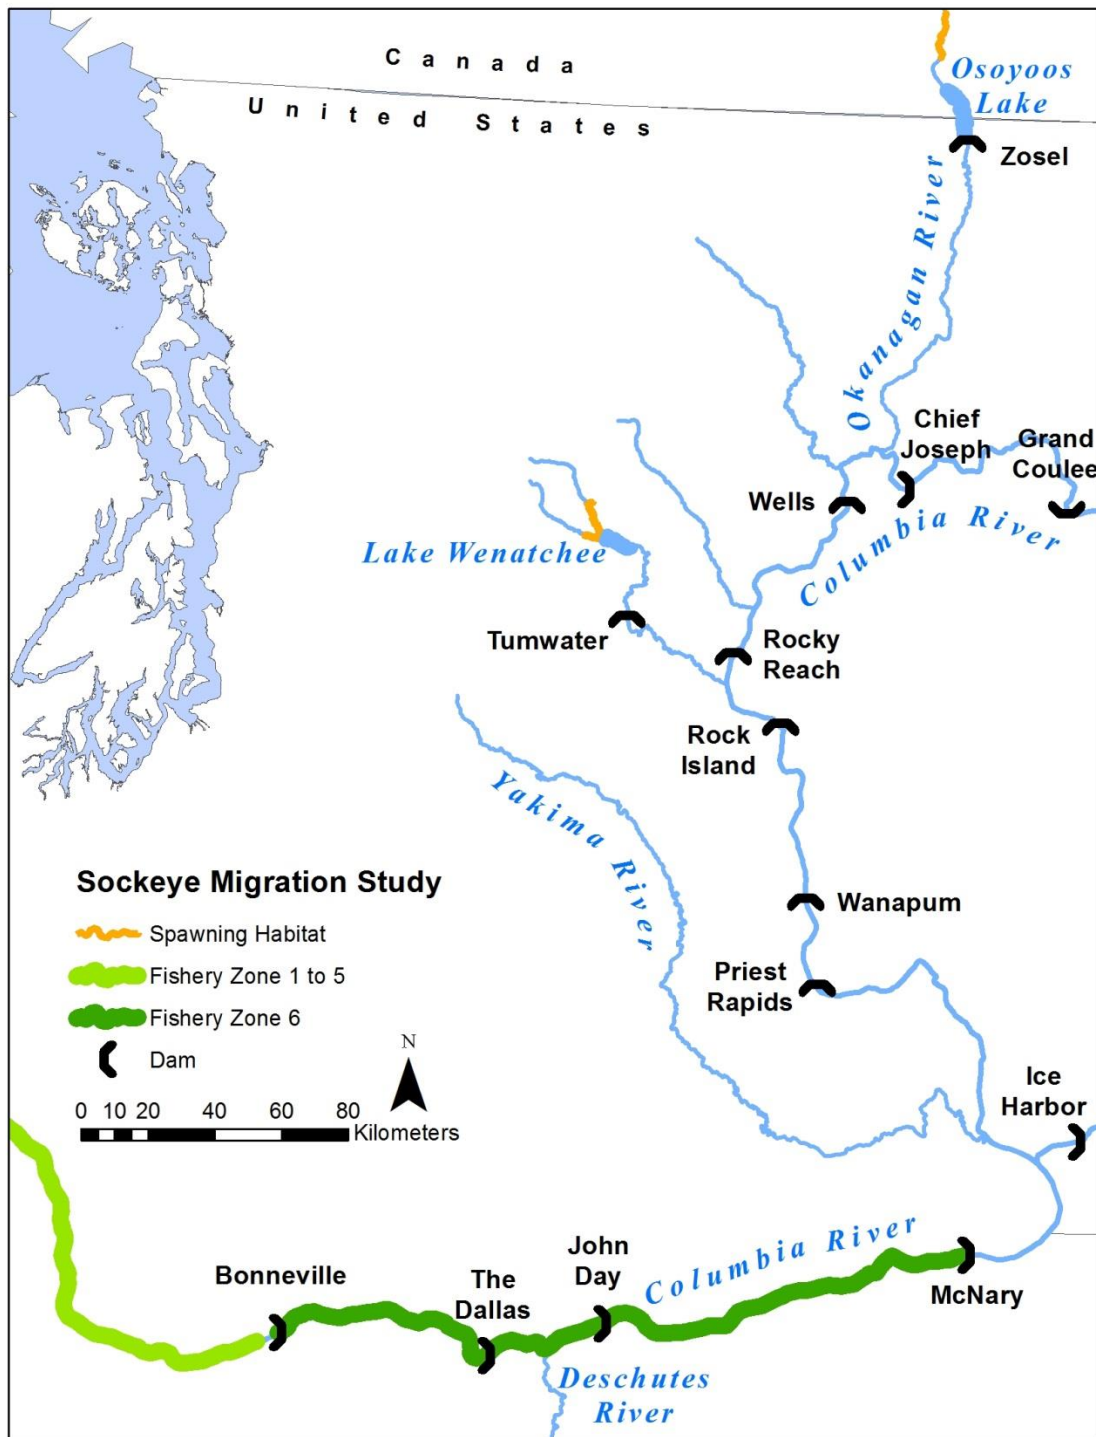 Canada
United States
Osoyoos
Lake
Zosel
Okanagan River
Chief
Joseph
Grand
Coulee
Wells
Columbia River
Lake Wenatchee
Tumwater
Rocky
Reach
Rock
Island
Yakima River
Wanapum
Priest
Rapids
Sockeye Migration Study
Spawning Habitat
Fishery Zone 1 to 5
Fishery Zone 6
Dam
N
0 10 20 40 60 80
Kilometers
Ice
Harbor
Columbia River
John
Day
Bonneville
The
Dallas
McNary
Deschutes
River